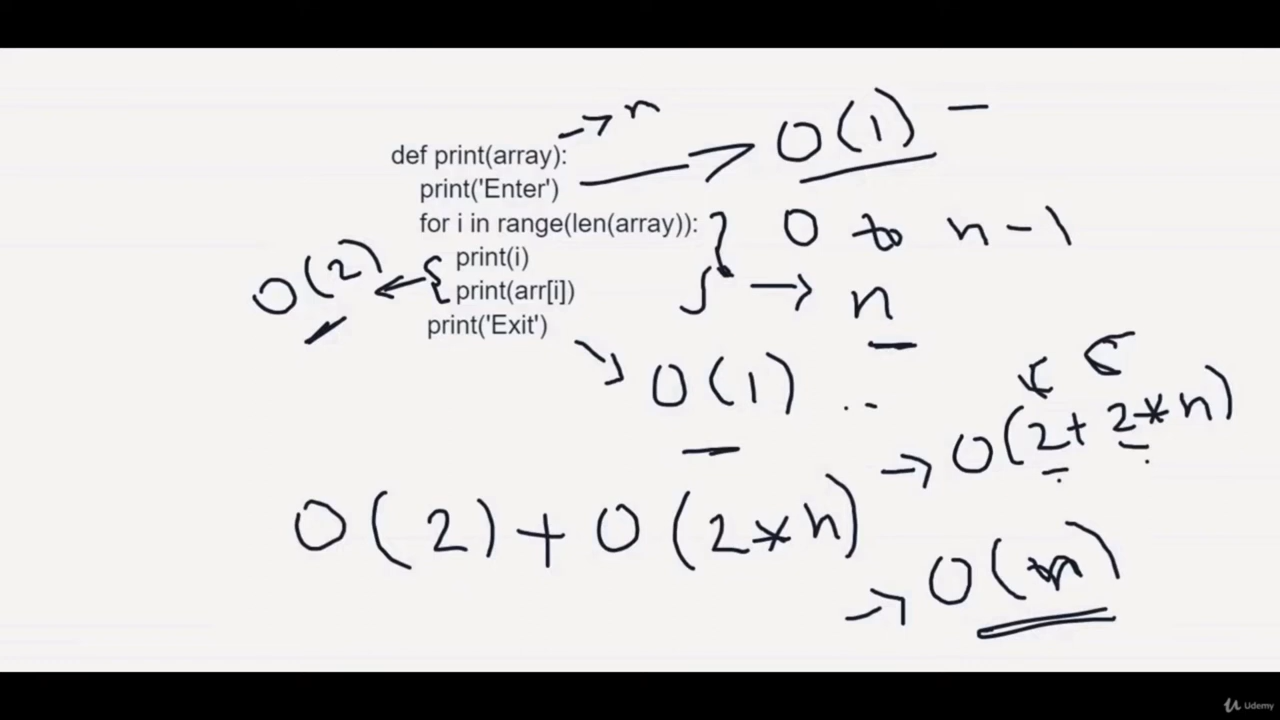 → n
def print(array):
O(1) –
print('Enter')
for i in range(len(array)):
0 to n-1
print(i)
O(2)
print(arr[i])
→ n
print('Exit')
O(1) ..
→ O(2+2*n)
O(2)+O(2*n)
→ O(n)
Udemy